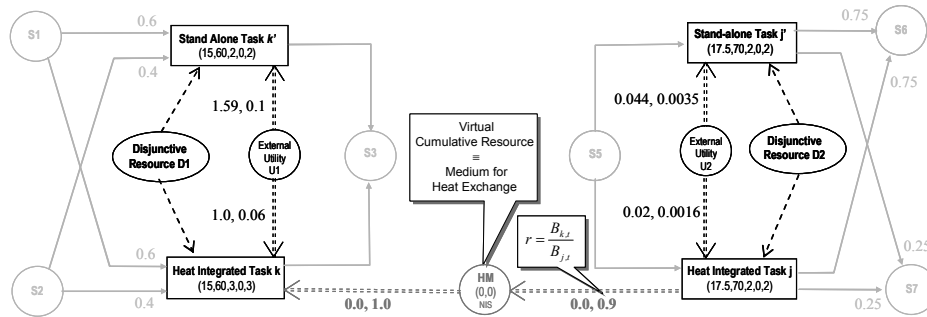 S1
0.6
0.4
Stand Alone Task k'
(15,60,2,0,2)
1.59, 0.1
Disjunctive
Resource D1
External
Utility
U1
1.0, 0.06
S3
0.6
S2
0.4
Heat Integrated Task k
(15,60,3,0,3)
0.0, 1.0
Virtual
Cumulative Resource
≡
Medium for
Heat Exchange
HM
(0,0)
NIS
r = B_{k,t} / B_{j,t}
0.0, 0.9
S5
Stand-alone Task j'
(17.5,70,2,0,2)
0.75
S6
0.75
0.044, 0.0035
External
Utility
U2
Disjunctive
Resource D2
0.02, 0.0016
Heat Integrated Task j
(17.5,70,2,0,2)
0.25
0.25
S7